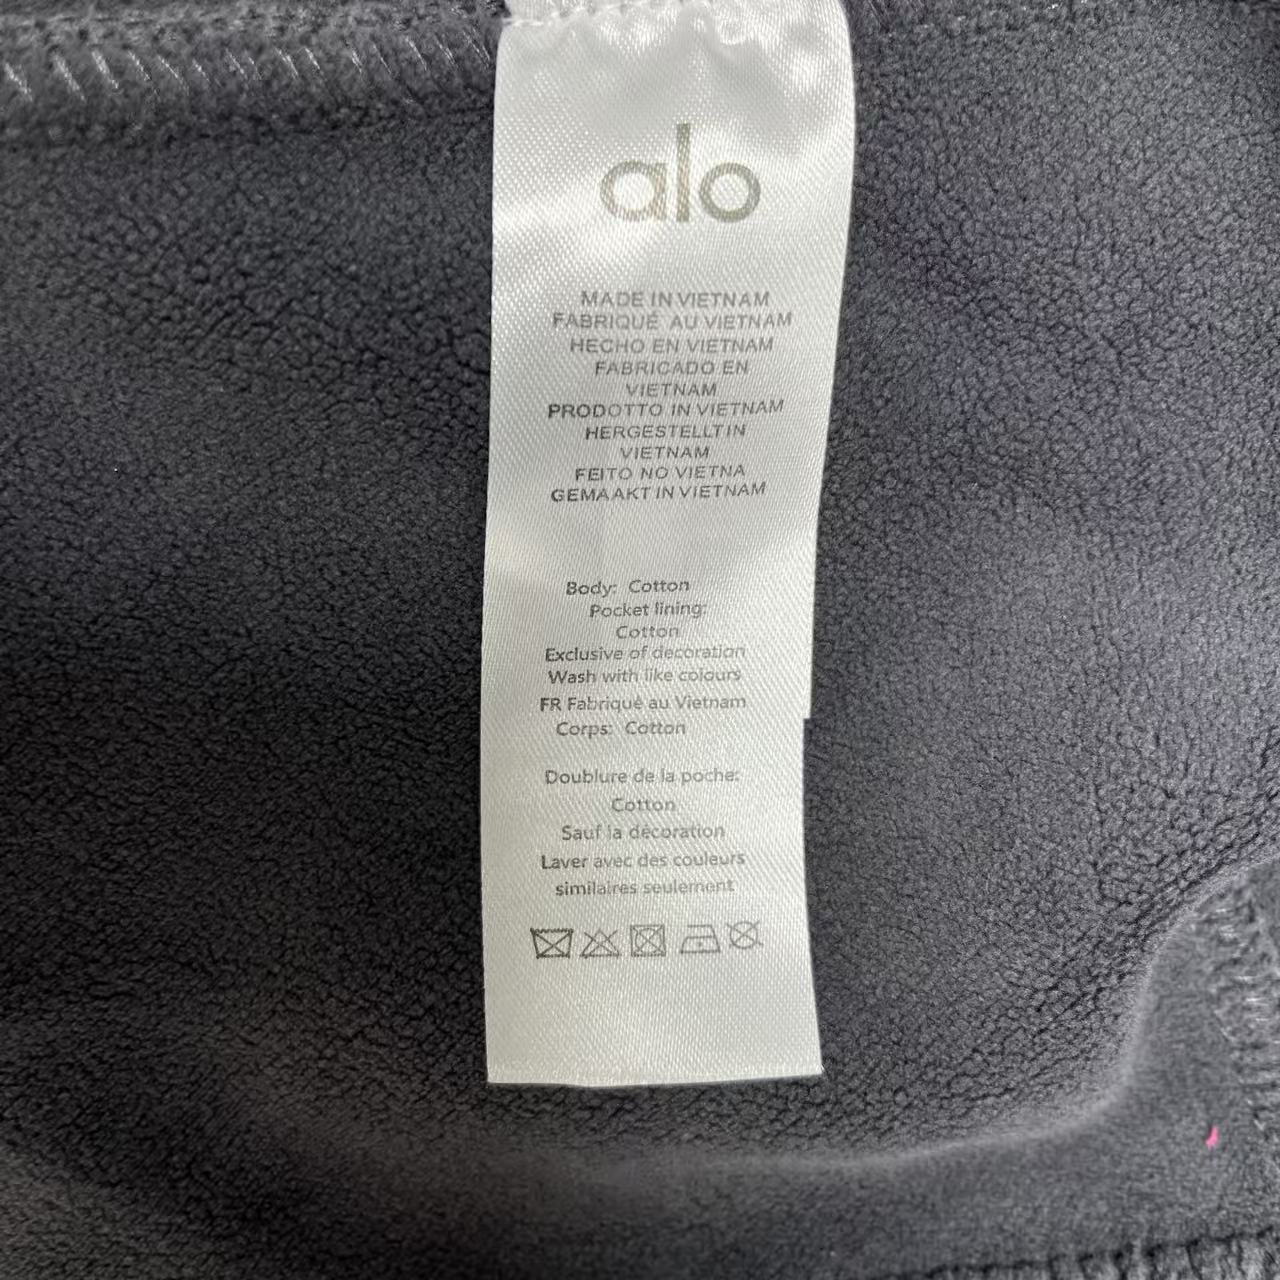 alo
MADE IN VIETNAM
FABRIQUÉ AU VIETNAM
HECHO EN VIETNAM
FABRICADO EN
VIETNAM
PRODOTTO IN VIETNAM
HERGESTELLT IN
VIETNAM
FEITO NO VIETNA
GEMAAKT IN VIETNAM
Body: Cotton
Pocket lining:
Cotton
Exclusive of decoration
Wash with like colours
FR Fabriqué au Vietnam
Corps: Cotton
Doublure de la poche:
Cotton
Sauf la décoration
Laver avec des couleurs
similaires seulement